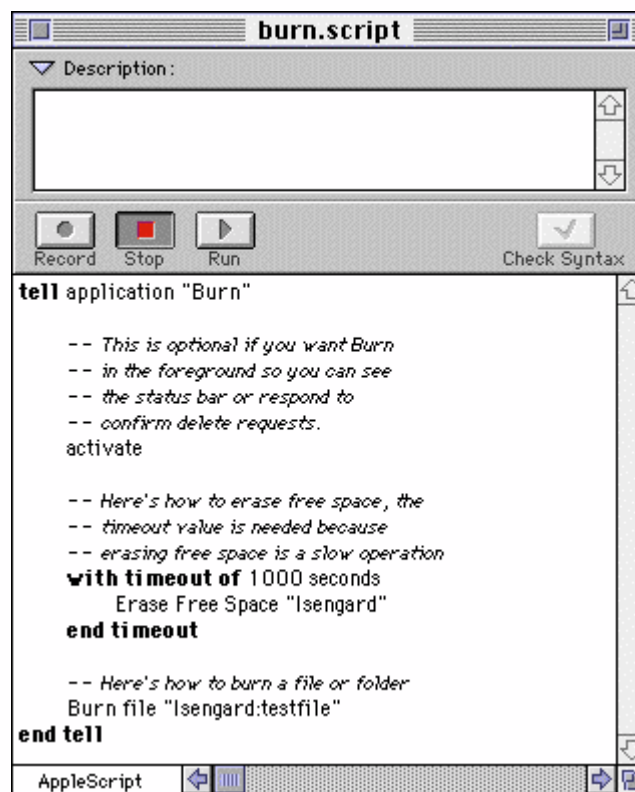 burn.script
Description:
Record Stop Run Check Syntax
tell application "Burn"
-- This is optional if you want Burn
-- in the foreground so you can see
-- the status bar or respond to
-- confirm delete requests.
activate
-- Here's how to erase free space, the
-- timeout value is needed because
-- erasing free space is a slow operation
with timeout of 1000 seconds
Erase Free Space "Isengard"
end timeout
-- Here's how to burn a file or folder
Burn file "Isengard:testfile"
end tell
AppleScript